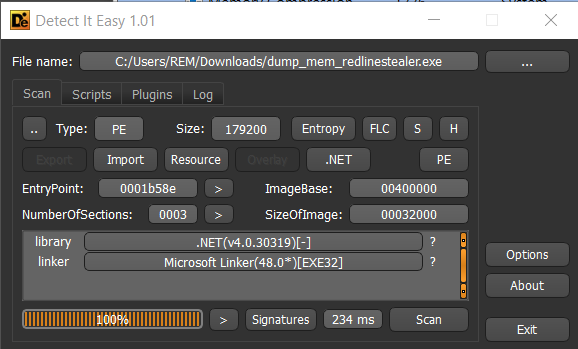 Detect It Easy 1.01
File name: C:/Users/REM/Downloads/dump_mem_redlinestealer.exe ...
Scan Scripts Plugins Log
.. Type: PE Size: 179200 Entropy FLC S H
Export Import Resource Overlay .NET PE
EntryPoint: 0001b58e > ImageBase: 00400000
NumberOfSections: 0003 > SizeOfImage: 00032000
library .NET(v4.0.30319)[-] ?
linker Microsoft Linker(48.0*)[EXE32] ?
Options
About
100% > Signatures 234 ms Scan
Exit